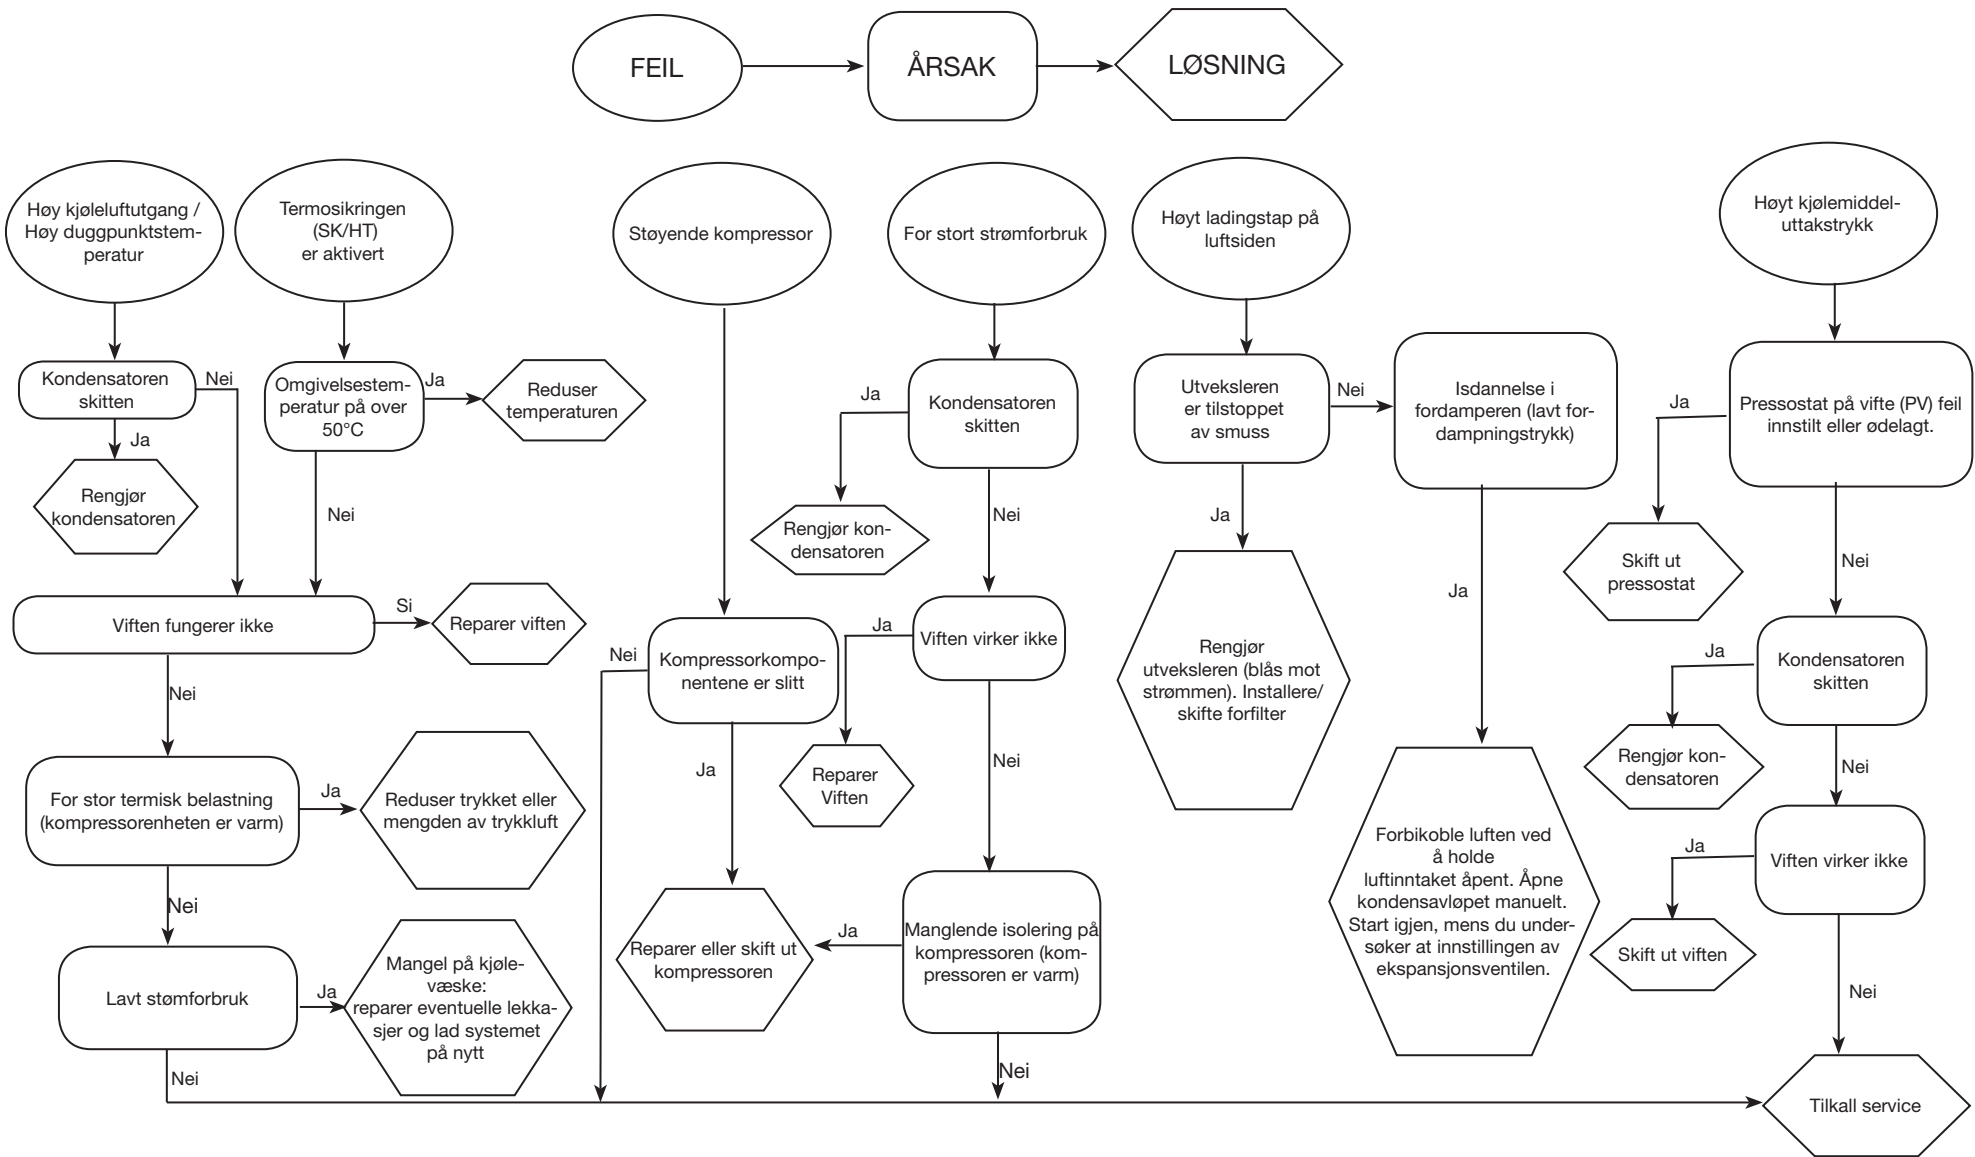 FEIL
ÅRSAK
LØSNING
Høy kjøleluftutgang /
Høy duggpunktstem-
peratur
Termosikringen
(SK/HT)
er aktivert
Støyende kompressor
For stort strømforbruk
Høyt ladingstap på
luftsiden
Høyt kjølemiddel-
uttakstrykk
Kondensatoren
skitten
Nei
Ja
Rengjør
kondensatoren
Omgivelsestem-
peratur på over
50°C
Ja
Reduser
temperaturen
Nei
Viften fungerer ikke
Si
Reparer viften
Nei
For stor termisk belastning
(kompressorenheten er varm)
Ja
Reduser trykket eller
mengden av trykkluft
Nei
Lavt stømforbruk
Ja
Mangel på kjøle-
væske:
reparer eventuelle lekka-
sjer og lad systemet
på nytt
Nei
Kompressorkompo-
nentene er slitt
Nei
Ja
Reparer eller skift ut
kompressoren
Kondensatoren
skitten
Ja
Rengjør kon-
densatoren
Nei
Viften virker ikke
Ja
Reparer
Viften
Nei
Manglende isolering på
kompressoren (kom-
pressoren er varm)
Ja
Nei
Utveksleren
er tilstoppet
av smuss
Nei
Ja
Rengjør
utveksleren (blås mot
strømmen). Installere/
skifte forfilter
Isdannelse i
fordamperen (lavt for-
dampningstrykk)
Ja
Forbikoble luften ved
å holde
luftinntaket åpent. Åpne
kondensavløpet manuelt.
Start igjen, mens du under-
søker at innstillingen av
ekspansjonsventilen.
Pressostat på vifte (PV) feil
innstilt eller ødelagt.
Ja
Skift ut
pressostat
Nei
Kondensatoren
skitten
Ja
Rengjør kon-
densatoren
Nei
Viften virker ikke
Ja
Skift ut viften
Nei
Tilkall service